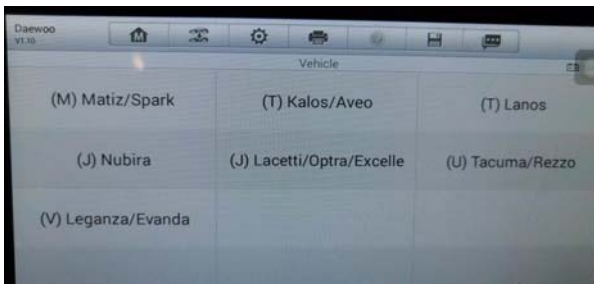 Daewoo
V1.10
Vehicle
(M) Matiz/Spark
(T) Kalos/Aveo
(T) Lanos
(J) Nubira
(J) Lacetti/Optra/Excelle
(U) Tacuma/Rezzo
(V) Leganza/Evanda